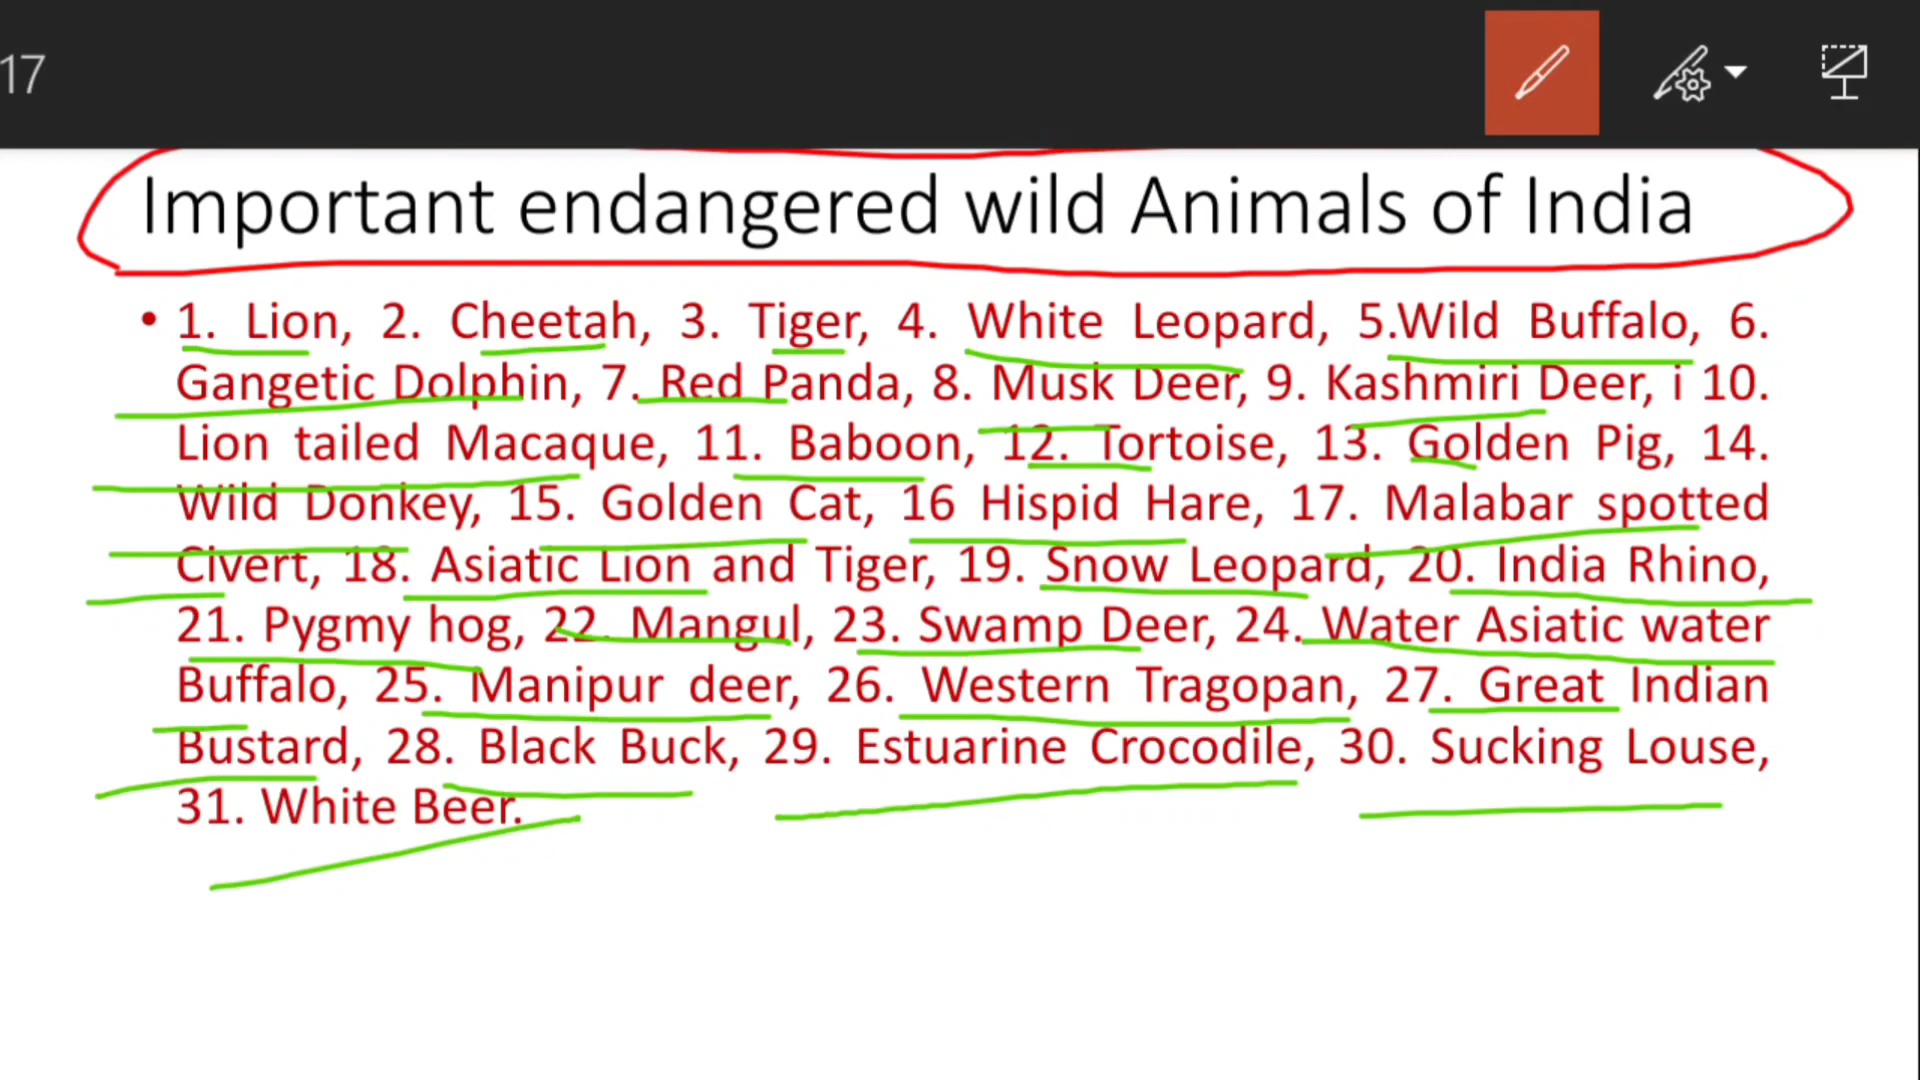 17
Important endangered wild Animals of India
• 1. Lion, 2. Cheetah, 3. Tiger, 4. White Leopard, 5.Wild Buffalo, 6.
Gangetic Dolphin, 7. Red Panda, 8. Musk Deer, 9. Kashmiri Deer, i 10.
Lion tailed Macaque, 11. Baboon, 12. Tortoise, 13. Golden Pig, 14.
Wild Donkey, 15. Golden Cat, 16 Hispid Hare, 17. Malabar spotted
Civert, 18. Asiatic Lion and Tiger, 19. Snow Leopard, 20. India Rhino,
21. Pygmy hog, 22. Mangul, 23. Swamp Deer, 24. Water Asiatic water
Buffalo, 25. Manipur deer, 26. Western Tragopan, 27. Great Indian
Bustard, 28. Black Buck, 29. Estuarine Crocodile, 30. Sucking Louse,
31. White Beer.